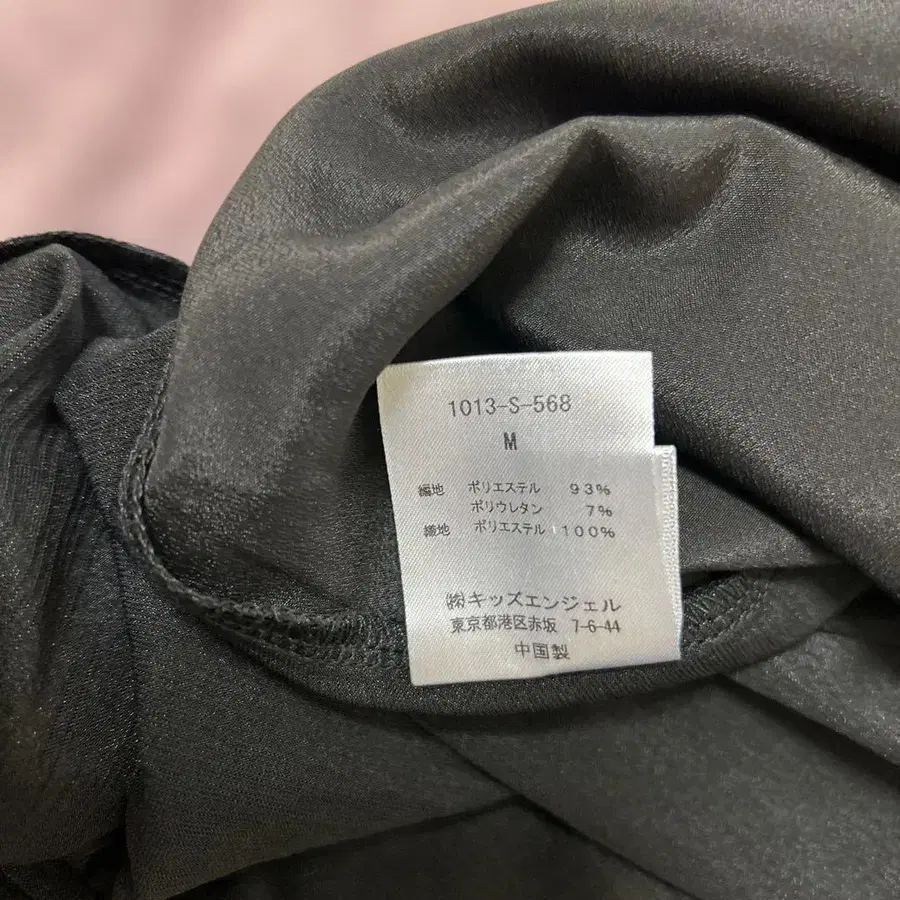 1013-S-568
M
編地 ポリエステル 93%
ポリウレタン 7%
織地 ポリエステル 100%
㈱キッズエンジェル
東京都港区赤坂 7-6-44
中国製